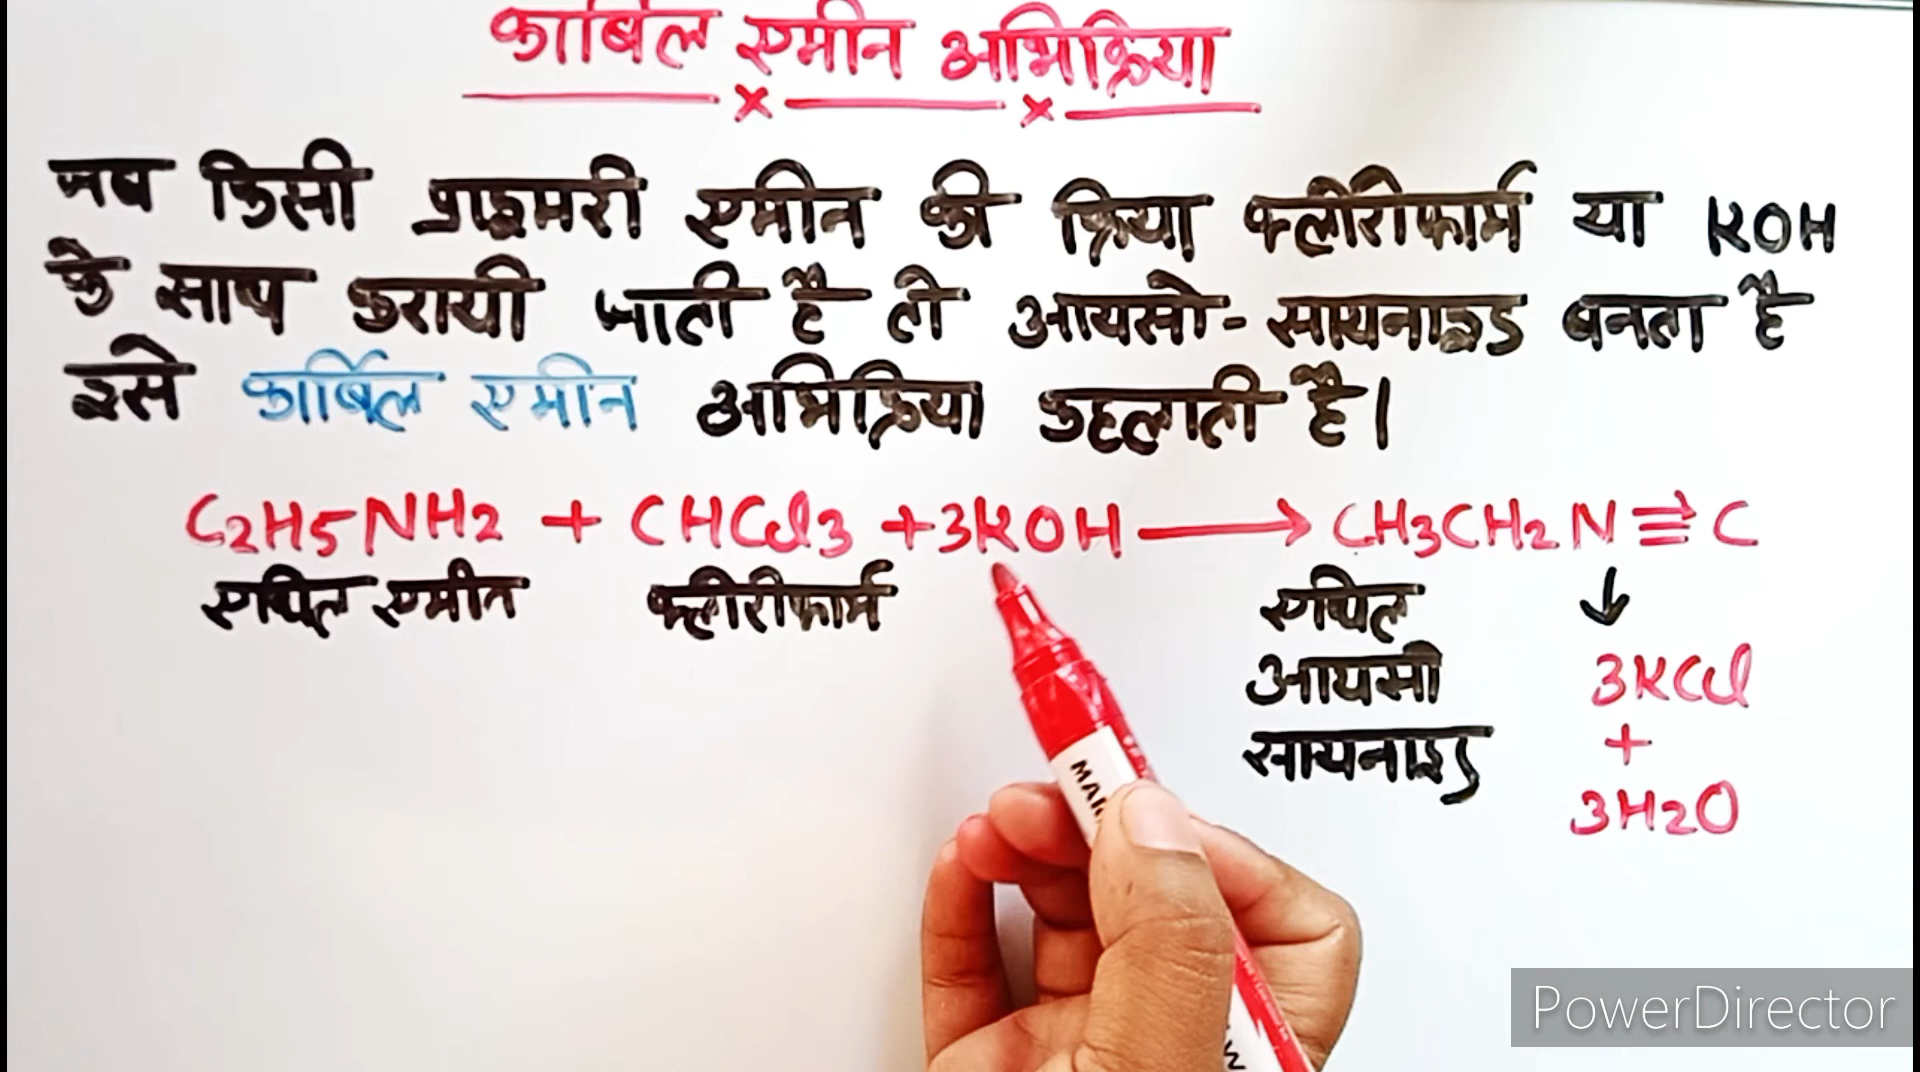 कार्बिल एमीन अभिक्रिया
जब किसी प्राइमरी एमीन की क्रिया क्लोरोफार्म या KOH
के साथ करायी जाती है तो आयसो-सायनाइड बनता है
इसे कार्बिल एमीन अभिक्रिया कहलाती है।
C2H5NH2 + CHCl3 +3KOH → CH3CH2N≡C
एथिल एमीन क्लोरोफार्म एथिल ↓
आयसो 3KCl
सायनाइड +
3H2O
MAR
W
PowerDirector